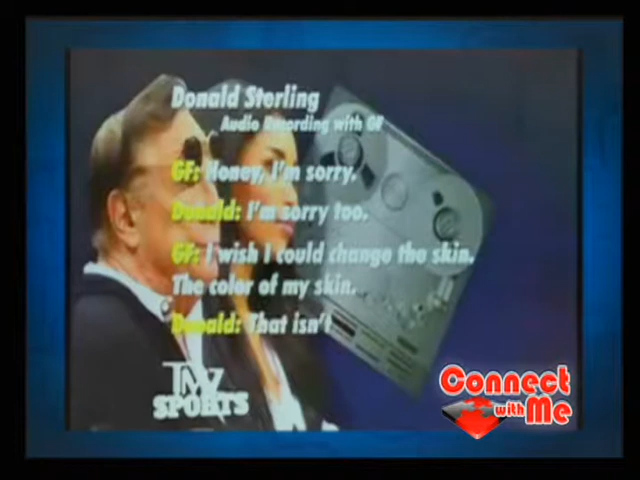 Donald Sterling
Audio Recording with GF
GF: Honey, I'm sorry.
Donald: I'm sorry too.
GF: I wish I could change the skin.
The color of my skin.
Donald: That isn't
TMZ
SPORTS
Connect
with Me